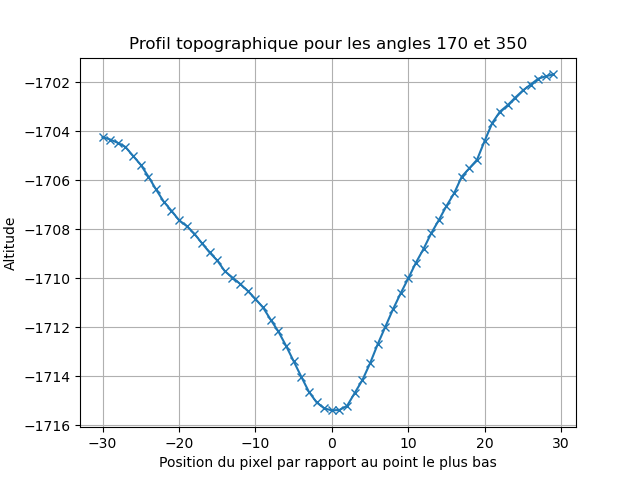 Profil topographique pour les angles 170 et 350
−1702
−1704
−1706
−1708
−1710
−1712
−1714
−1716
Altitude
−30 −20 −10 0 10 20 30
Position du pixel par rapport au point le plus bas